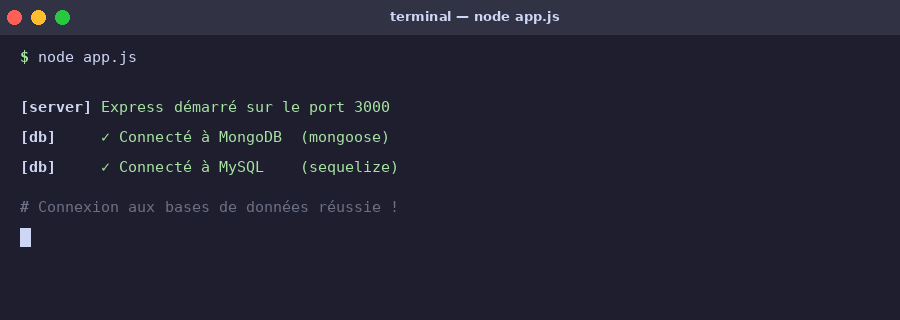 terminal — node app.js
$ node app.js
[server] Express démarré sur le port 3000
[db]     ✓ Connecté à MongoDB  (mongoose)
[db]     ✓ Connecté à MySQL    (sequelize)
# Connexion aux bases de données réussie !